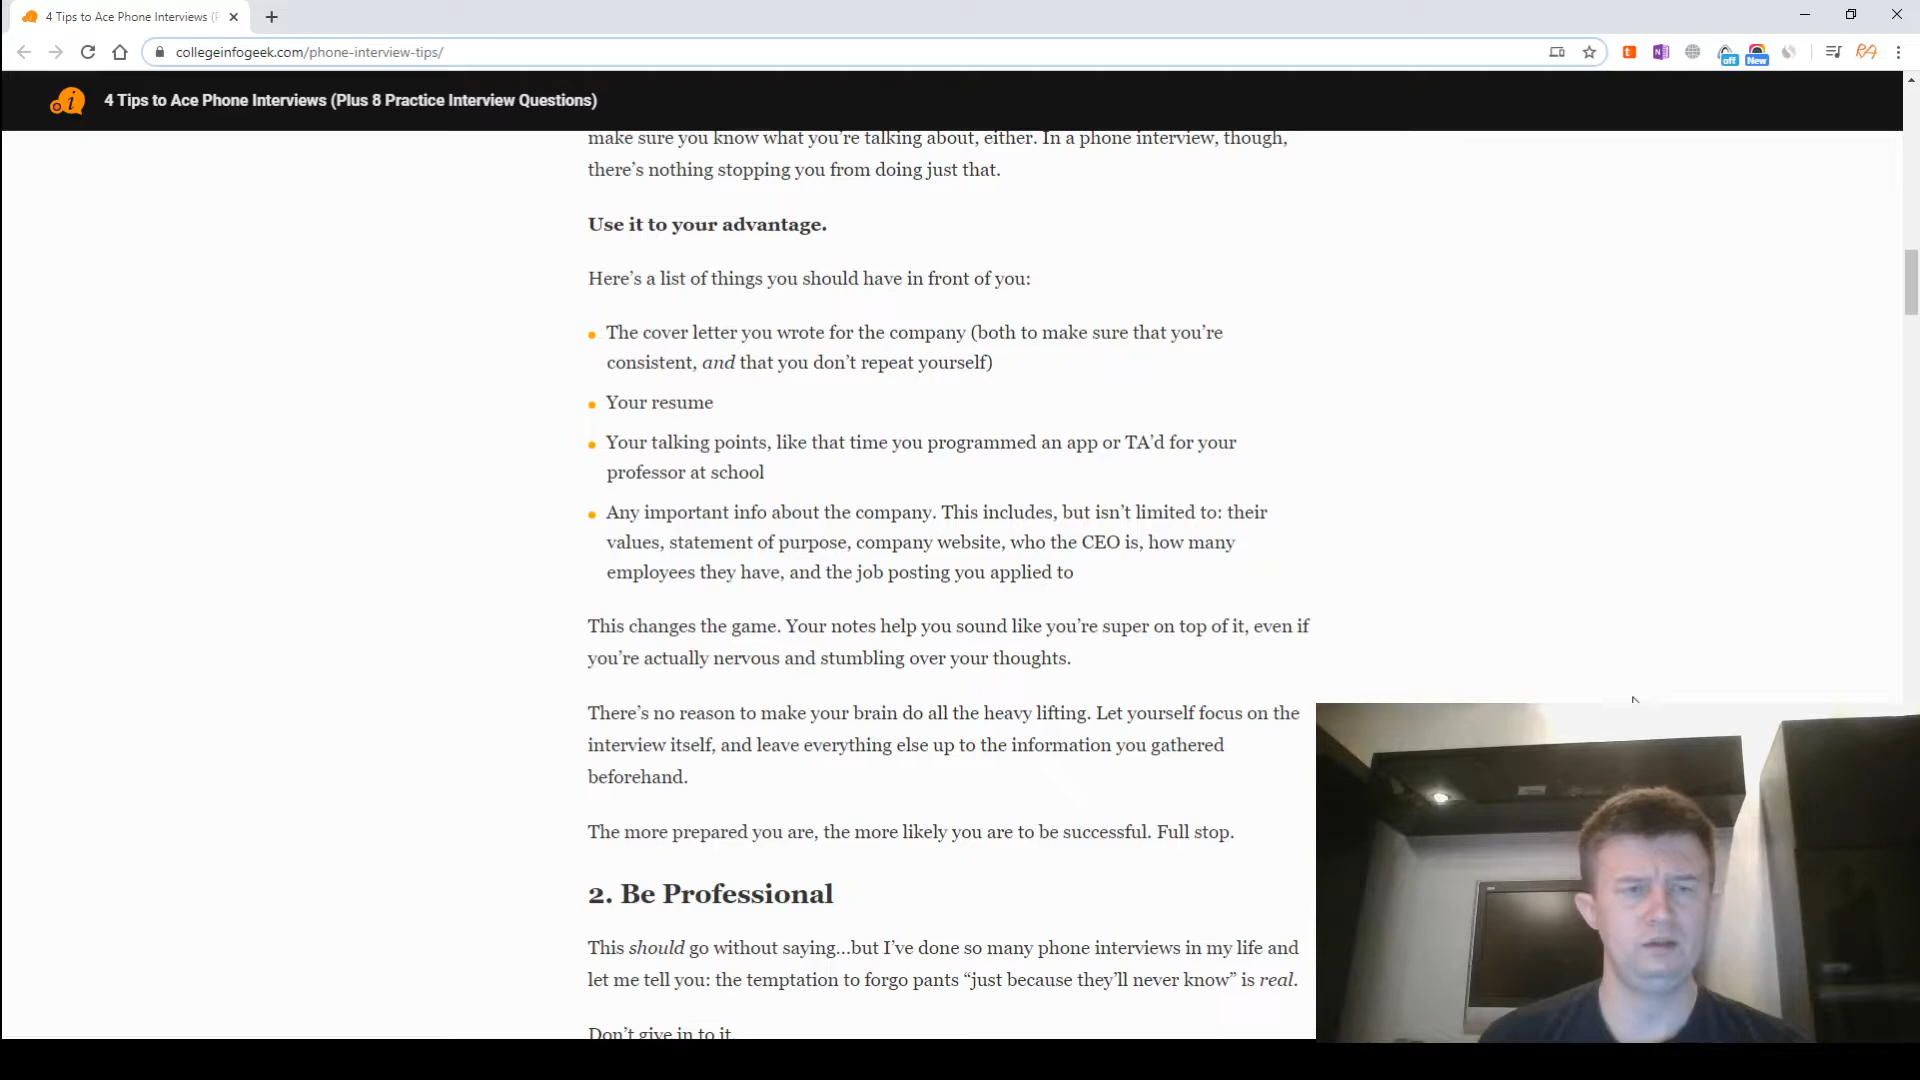 4 Tips to Ace Phone Interviews (P
collegeinfogeek.com/phone-interview-tips/
off
New
4 Tips to Ace Phone Interviews (Plus 8 Practice Interview Questions)
make sure you know what you’re talking about, either. In a phone interview, though,
there’s nothing stopping you from doing just that.
Use it to your advantage.
Here’s a list of things you should have in front of you:
The cover letter you wrote for the company (both to make sure that you’re
consistent, and that you don’t repeat yourself)
Your resume
Your talking points, like that time you programmed an app or TA’d for your
professor at school
Any important info about the company. This includes, but isn’t limited to: their
values, statement of purpose, company website, who the CEO is, how many
employees they have, and the job posting you applied to
This changes the game. Your notes help you sound like you’re super on top of it, even if
you’re actually nervous and stumbling over your thoughts.
There’s no reason to make your brain do all the heavy lifting. Let yourself focus on the
interview itself, and leave everything else up to the information you gathered
beforehand.
The more prepared you are, the more likely you are to be successful. Full stop.
2. Be Professional
This should go without saying…but I’ve done so many phone interviews in my life and
let me tell you: the temptation to forgo pants “just because they’ll never know” is real.
Don’t give in to it.